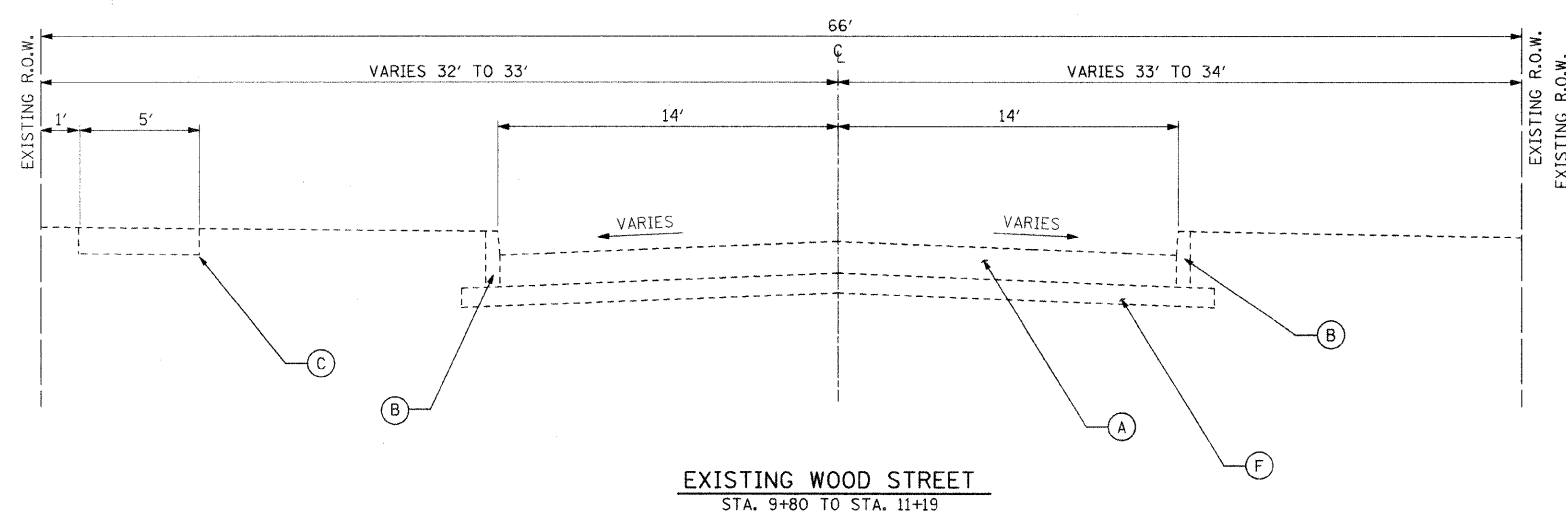 66'
℄
VARIES 32' TO 33'
VARIES 33' TO 34'
EXISTING R.O.W.
1'
5'
14'
14'
EXISTING R.O.W.
EXISTING R.O.W.
VARIES
VARIES
C
B
B
A
F
EXISTING WOOD STREET
STA. 9+80 TO STA. 11+19